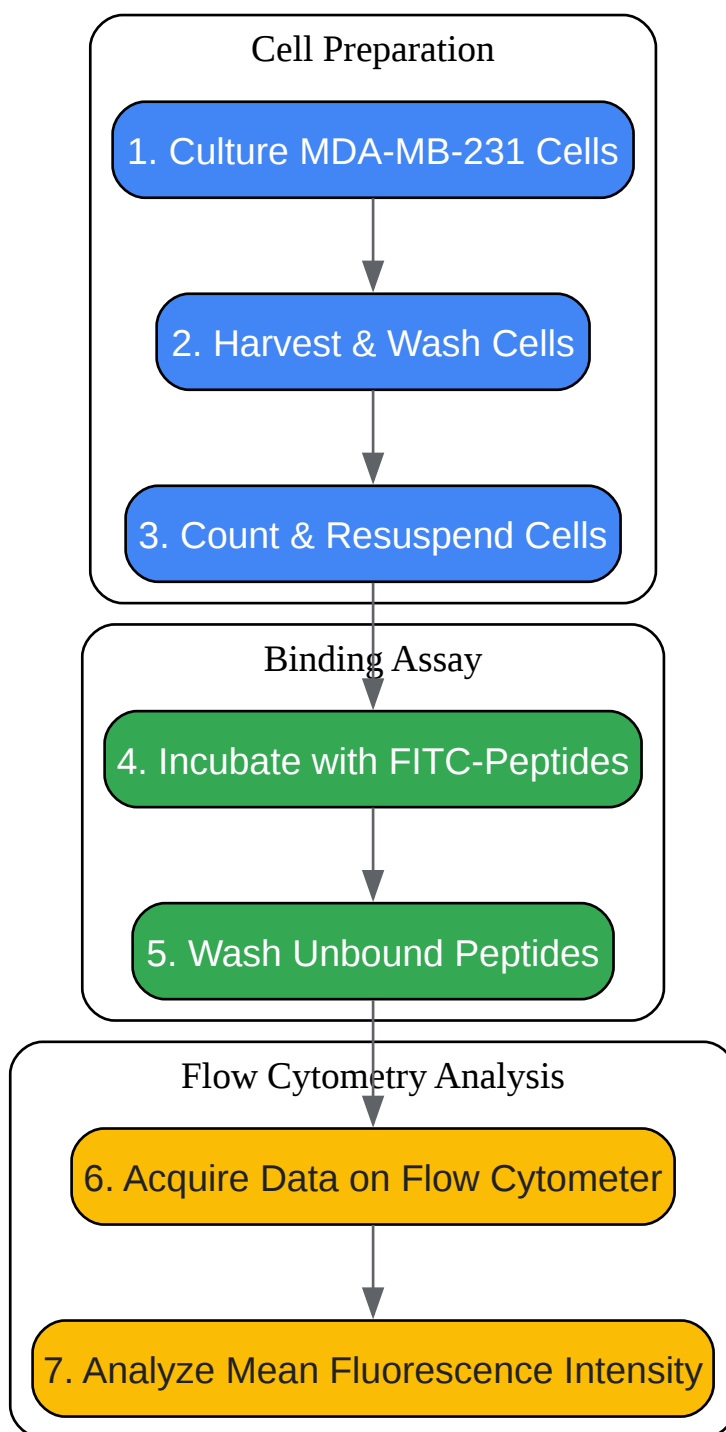 Cell Preparation
1. Culture MDA-MB-231 Cells
2. Harvest & Wash Cells
3. Count & Resuspend Cells
Binding Assay
4. Incubate with FITC-Peptides
5. Wash Unbound Peptides
Flow Cytometry Analysis
6. Acquire Data on Flow Cytometer
7. Analyze Mean Fluorescence Intensity